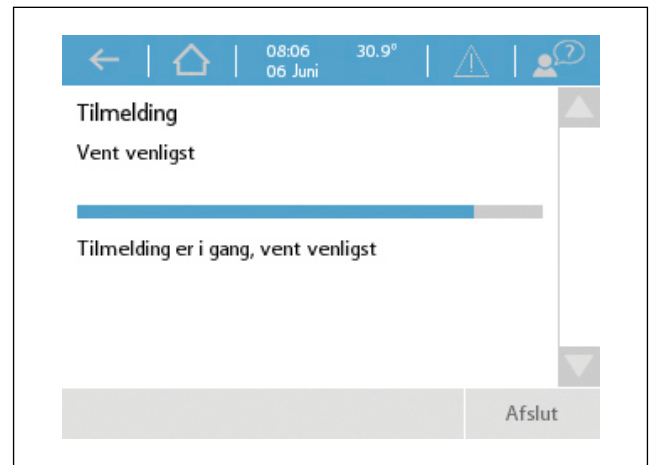 08:06 30.9°
06 Juni
?
Tilmelding
Vent venligst
Tilmelding er i gang, vent venligst
Afslut